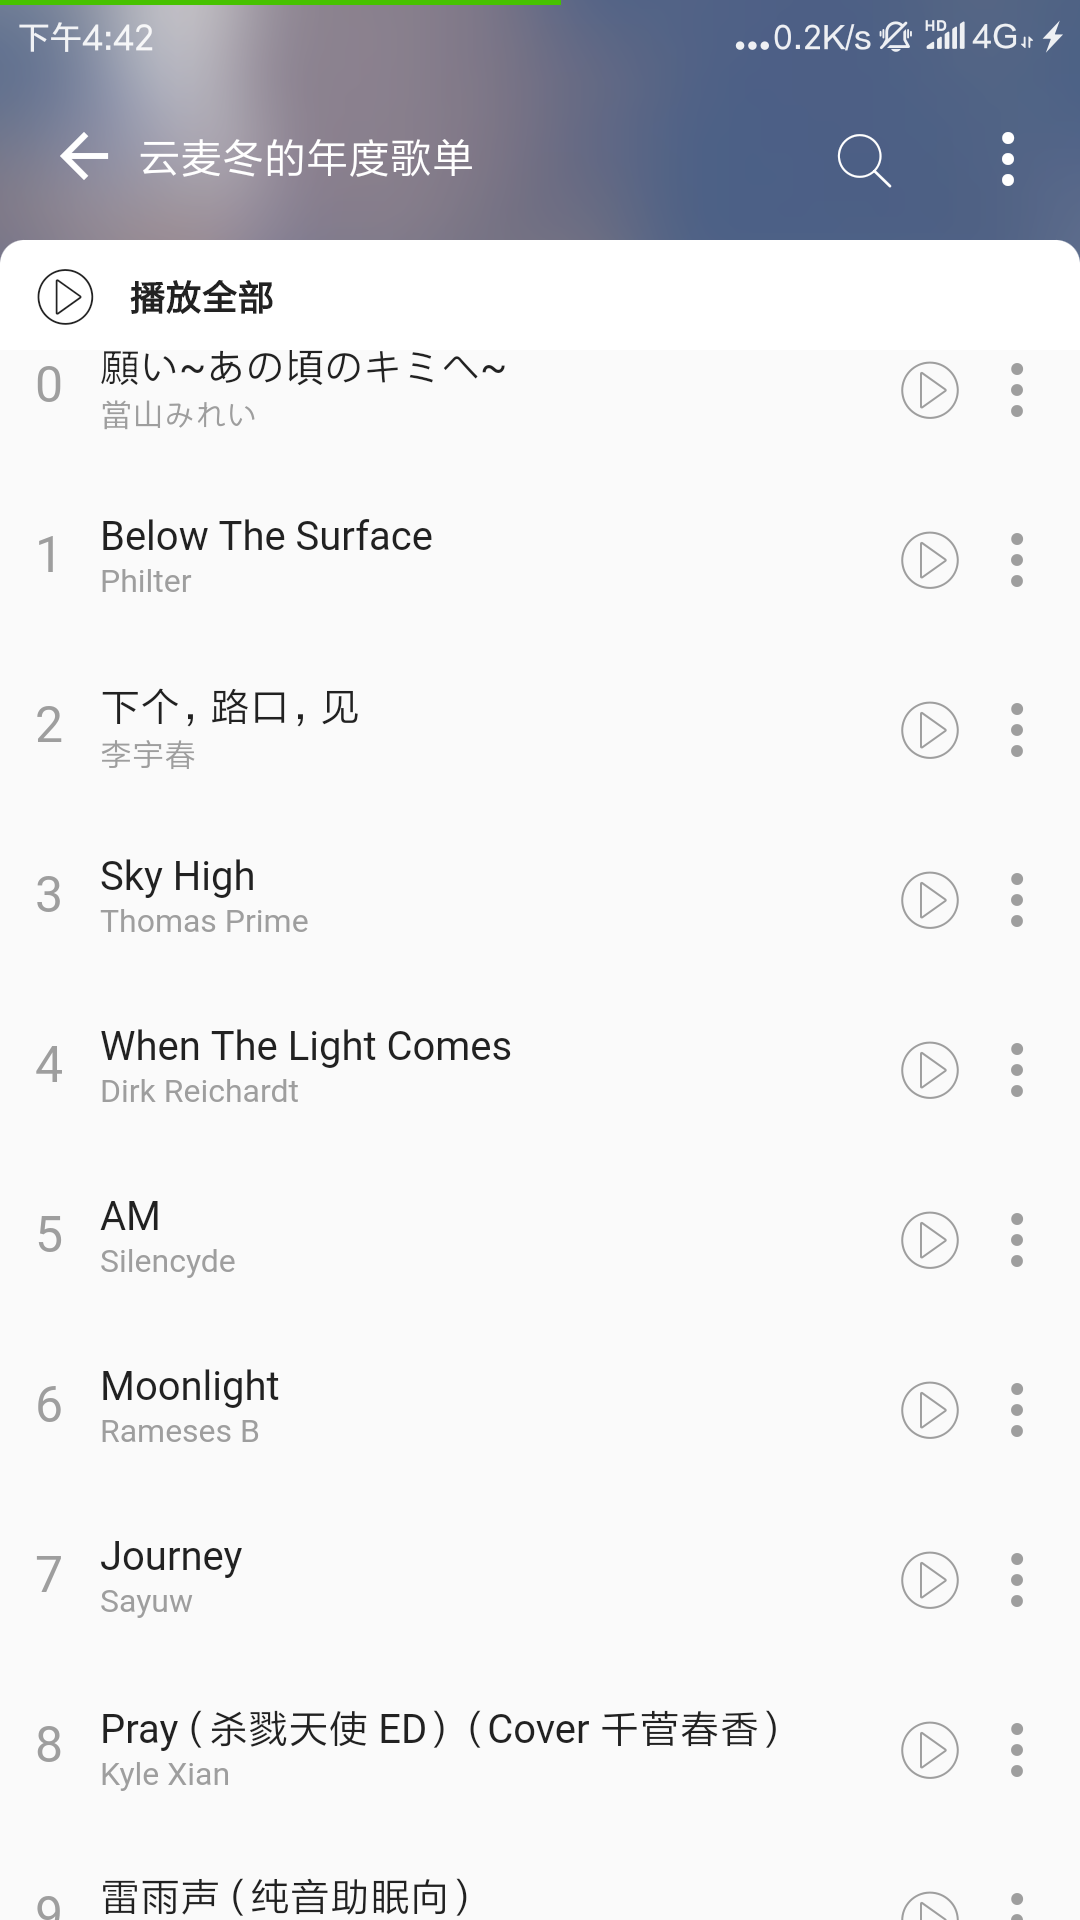 下午4:42
...0.2K/s HD 4G
云麦冬的年度歌单
播放全部
0
願い~あの頃のキミへ~
當山みれい
1
Below The Surface
Philter
2
下个，路口，见
李宇春
3
Sky High
Thomas Prime
4
When The Light Comes
Dirk Reichardt
5
AM
Silencyde
6
Moonlight
Rameses B
7
Journey
Sayuw
8
Pray（杀戮天使 ED）（Cover 千菅春香）
Kyle Xian
9
雷雨声（纯音助眠向）